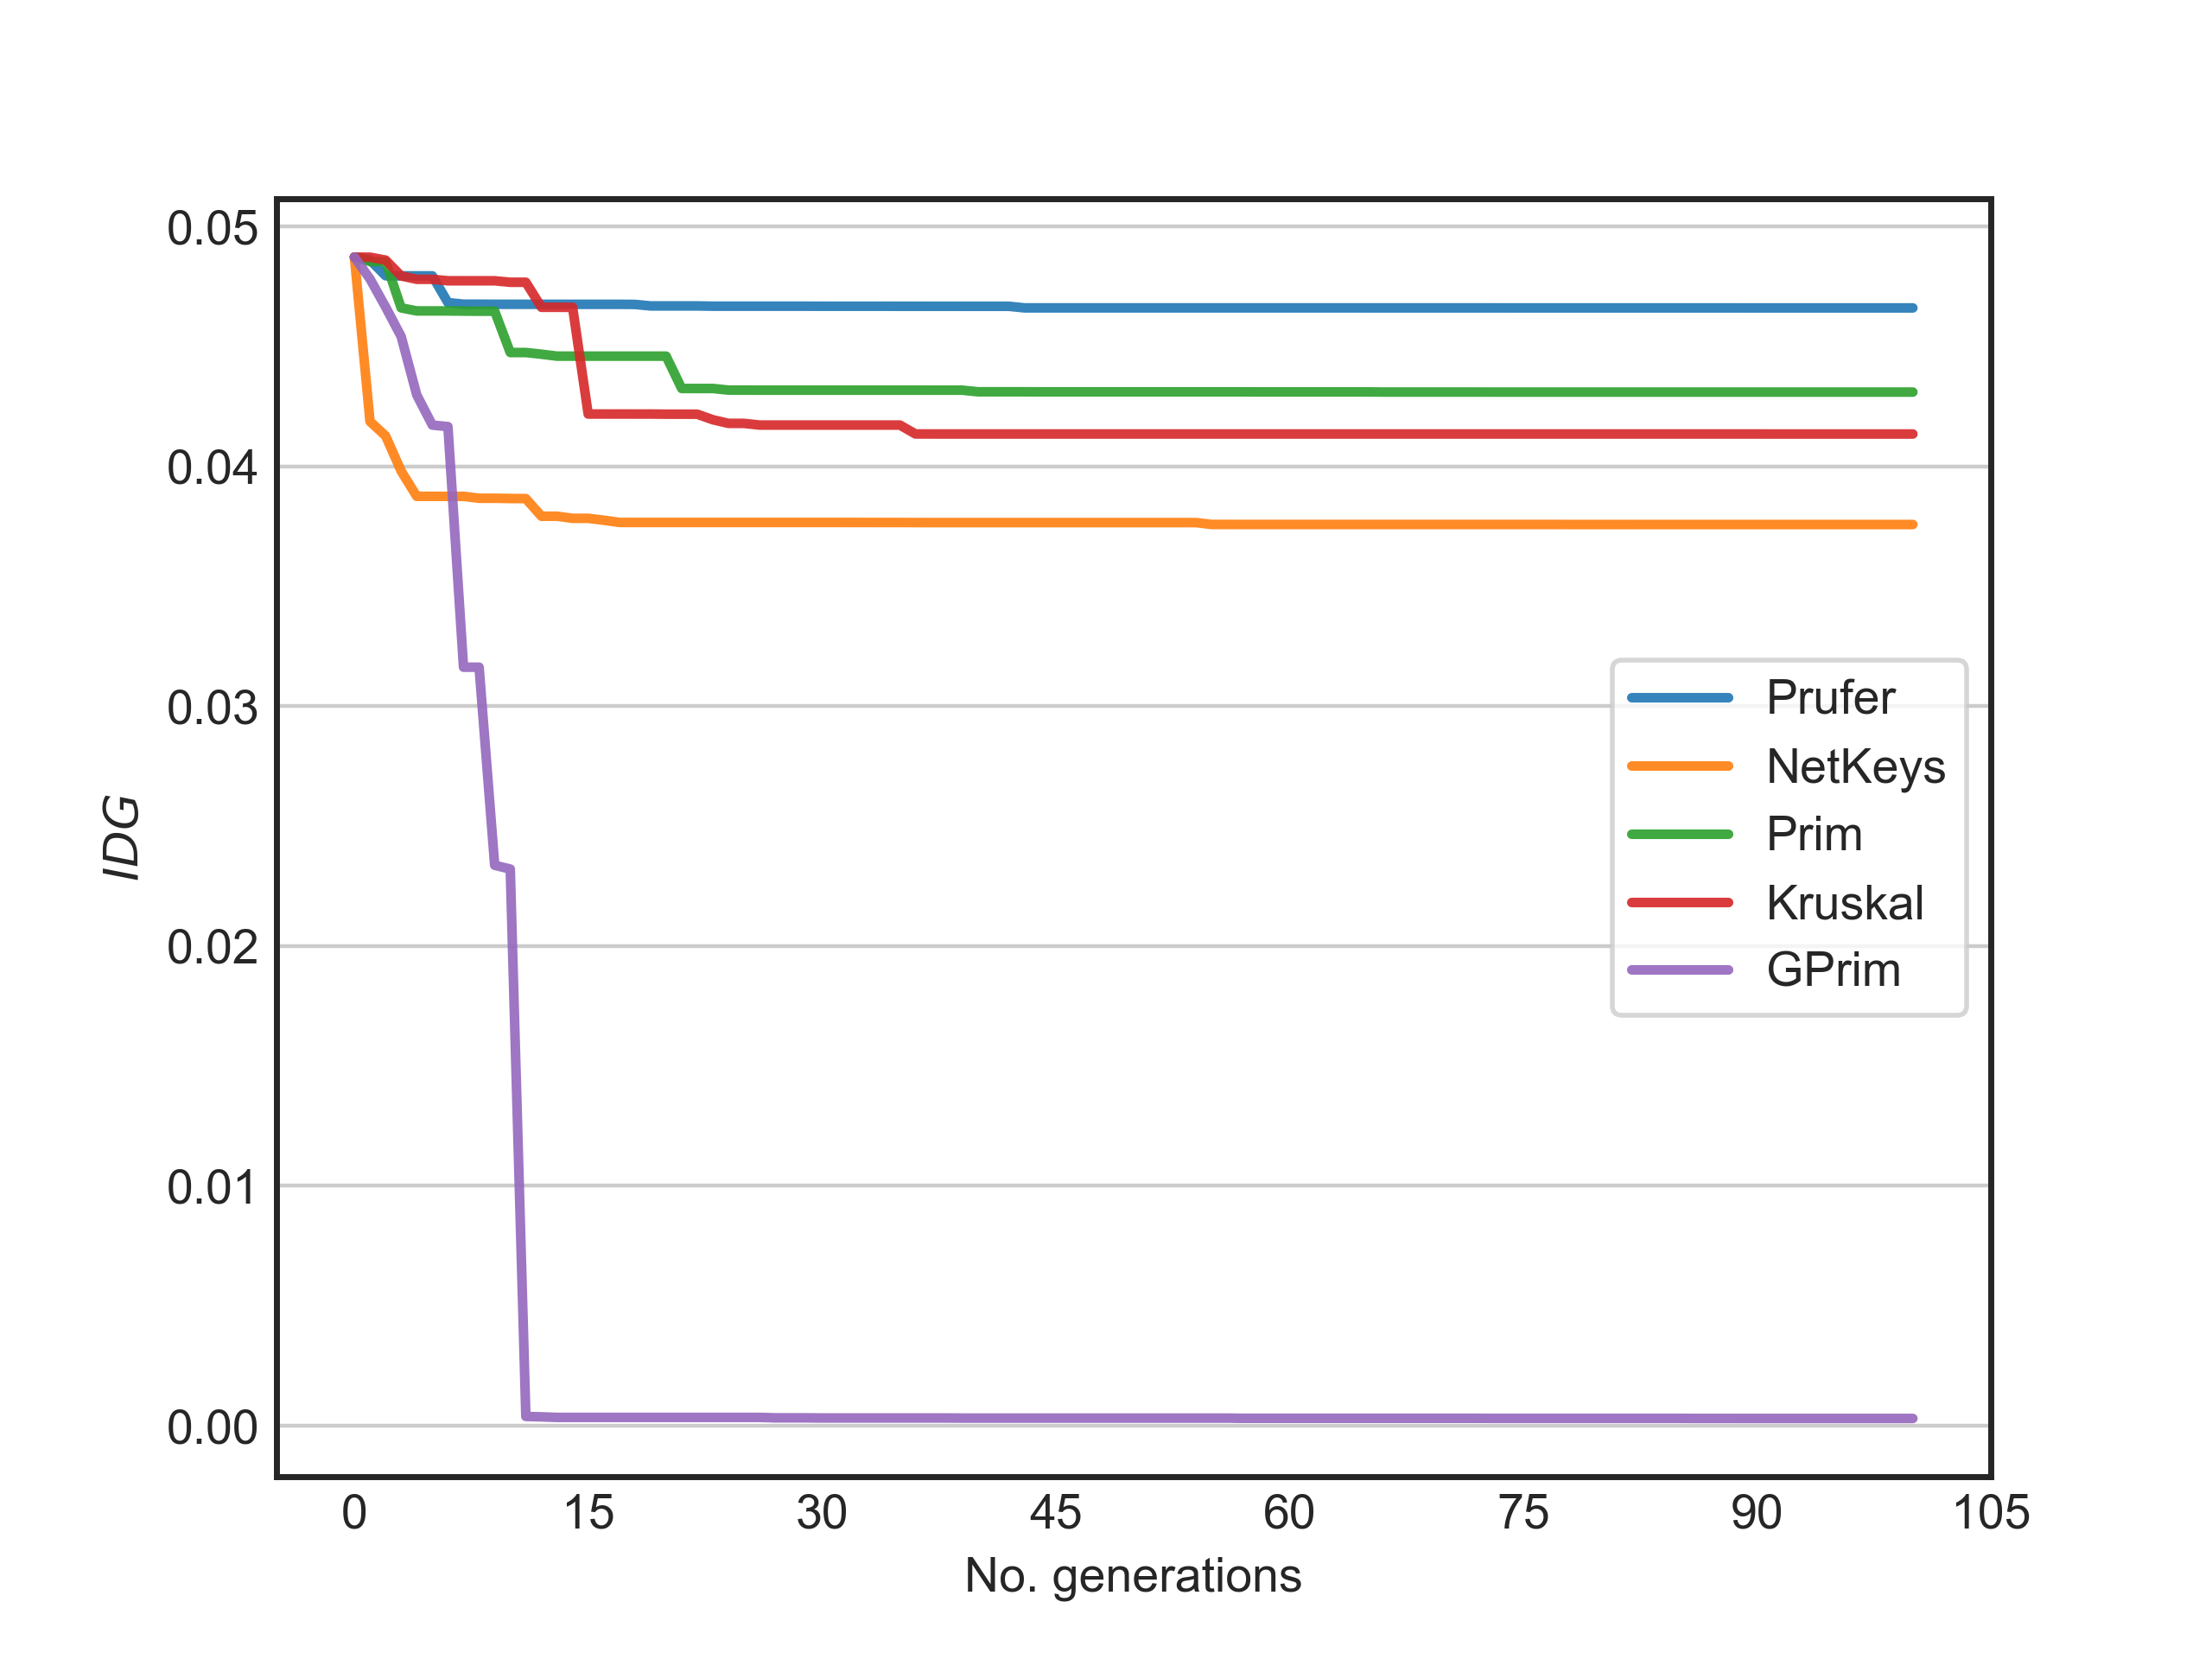 0.05
0.04
0.03
0.02
0.01
0.00
IDG
0 15 30 45 60 75 90 105
No. generations
Prufer
NetKeys
Prim
Kruskal
GPrim